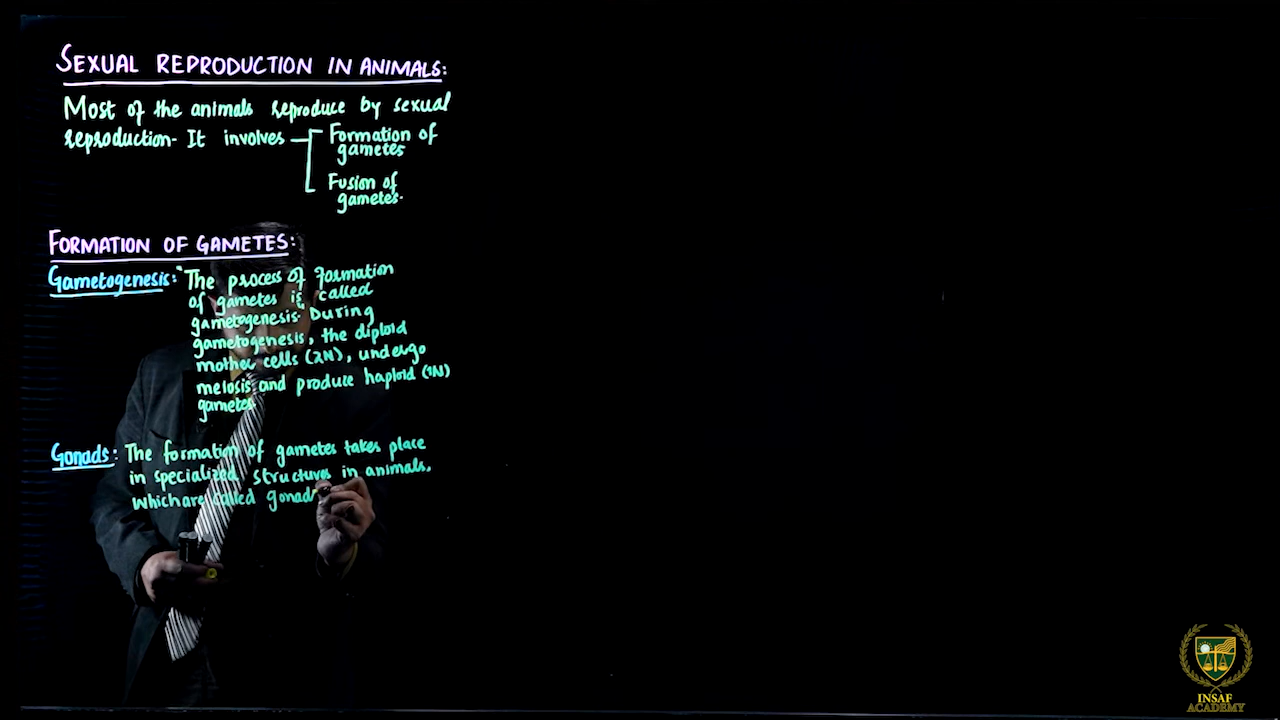 SEXUAL REPRODUCTION IN ANIMALS:
Most of the animals reproduce by sexual
reproduction. It involves
Formation of
gametes
Fusion of
gametes.
FORMATION OF GAMETES:
Gametogenesis: "The process of formation
of gametes is called
gametogenesis. During
gametogenesis, the diploid
mother cells (2N), undergo
meiosis and produce haploid (1N)
gametes
Gonads: The formation of gametes takes place
in specialized structures in animals,
which are called gonad
INSAF
ACADEMY